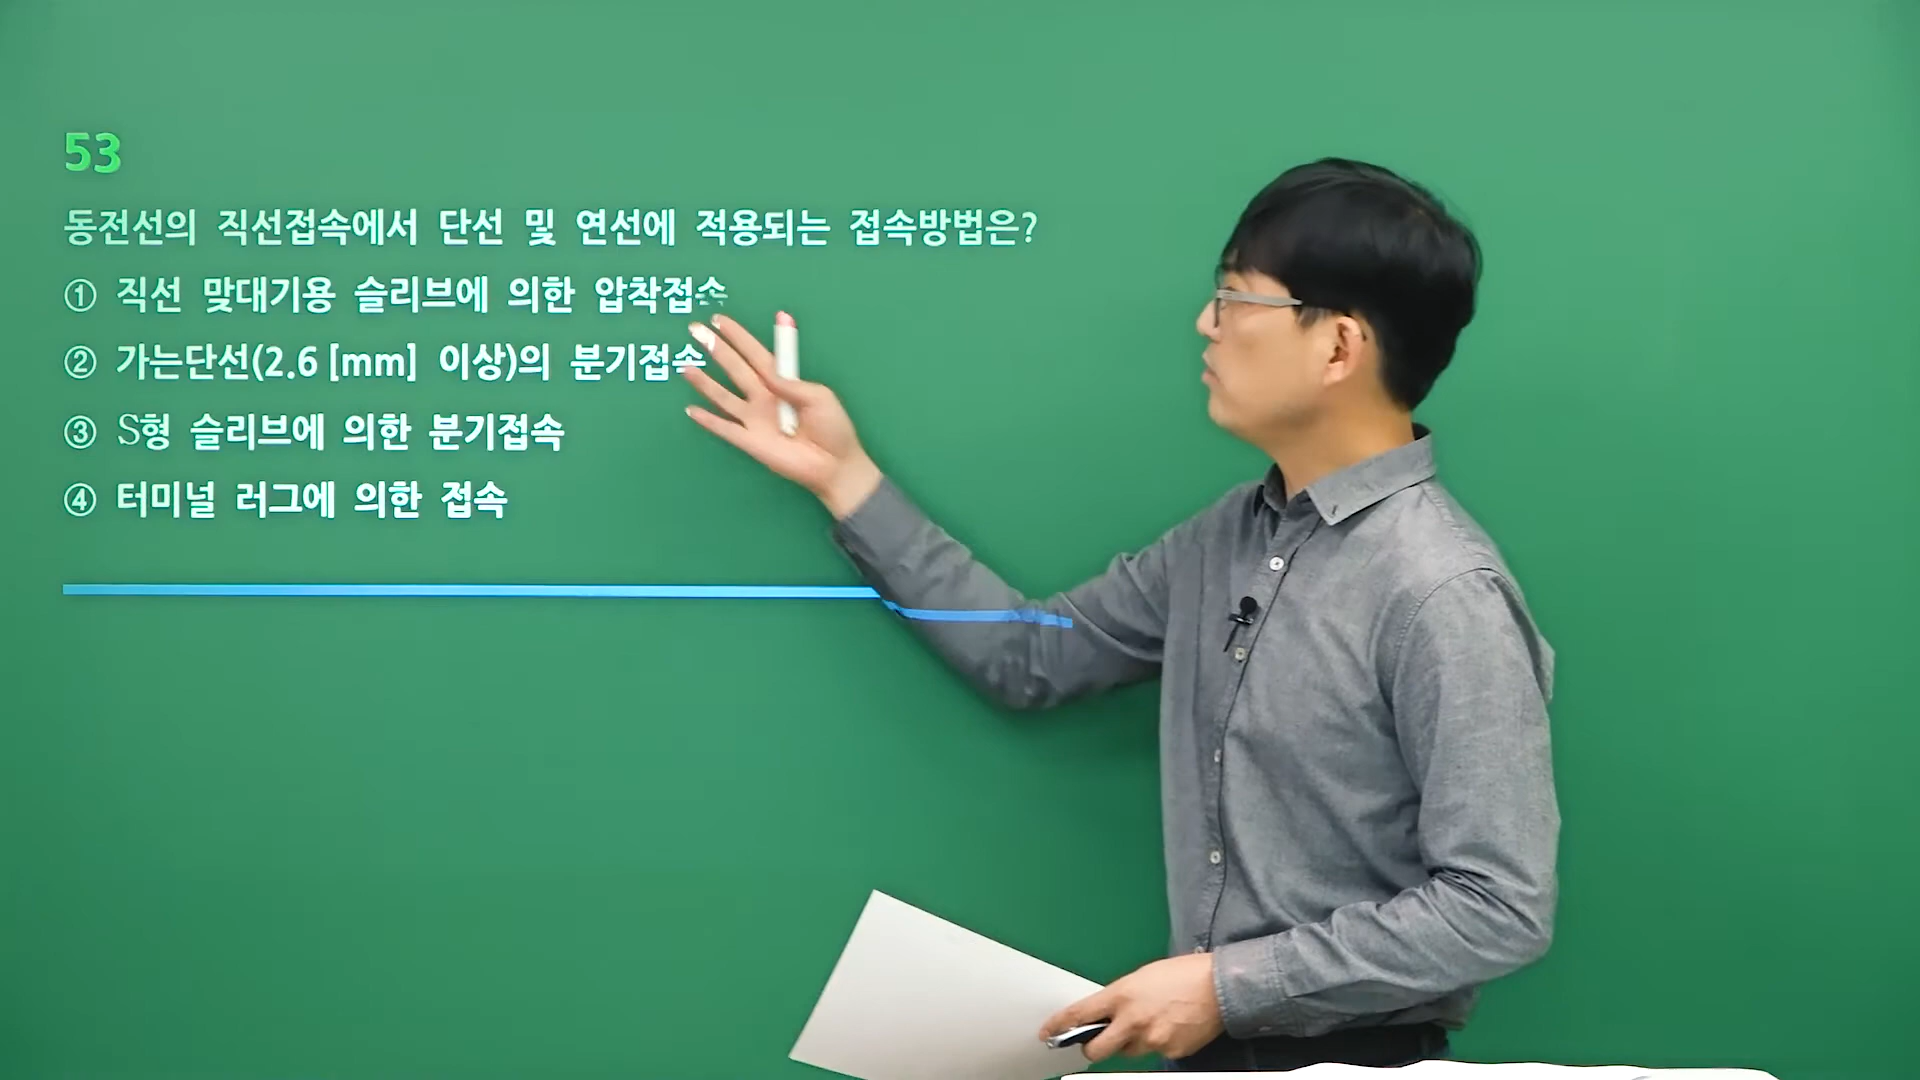 53
동전선의 직선접속에서 단선 및 연선에 적용되는 접속방법은?
① 직선 맞대기용 슬리브에 의한 압착접속
② 가는단선(2.6 [mm] 이상)의 분기접속
③ S형 슬리브에 의한 분기접속
④ 터미널 러그에 의한 접속